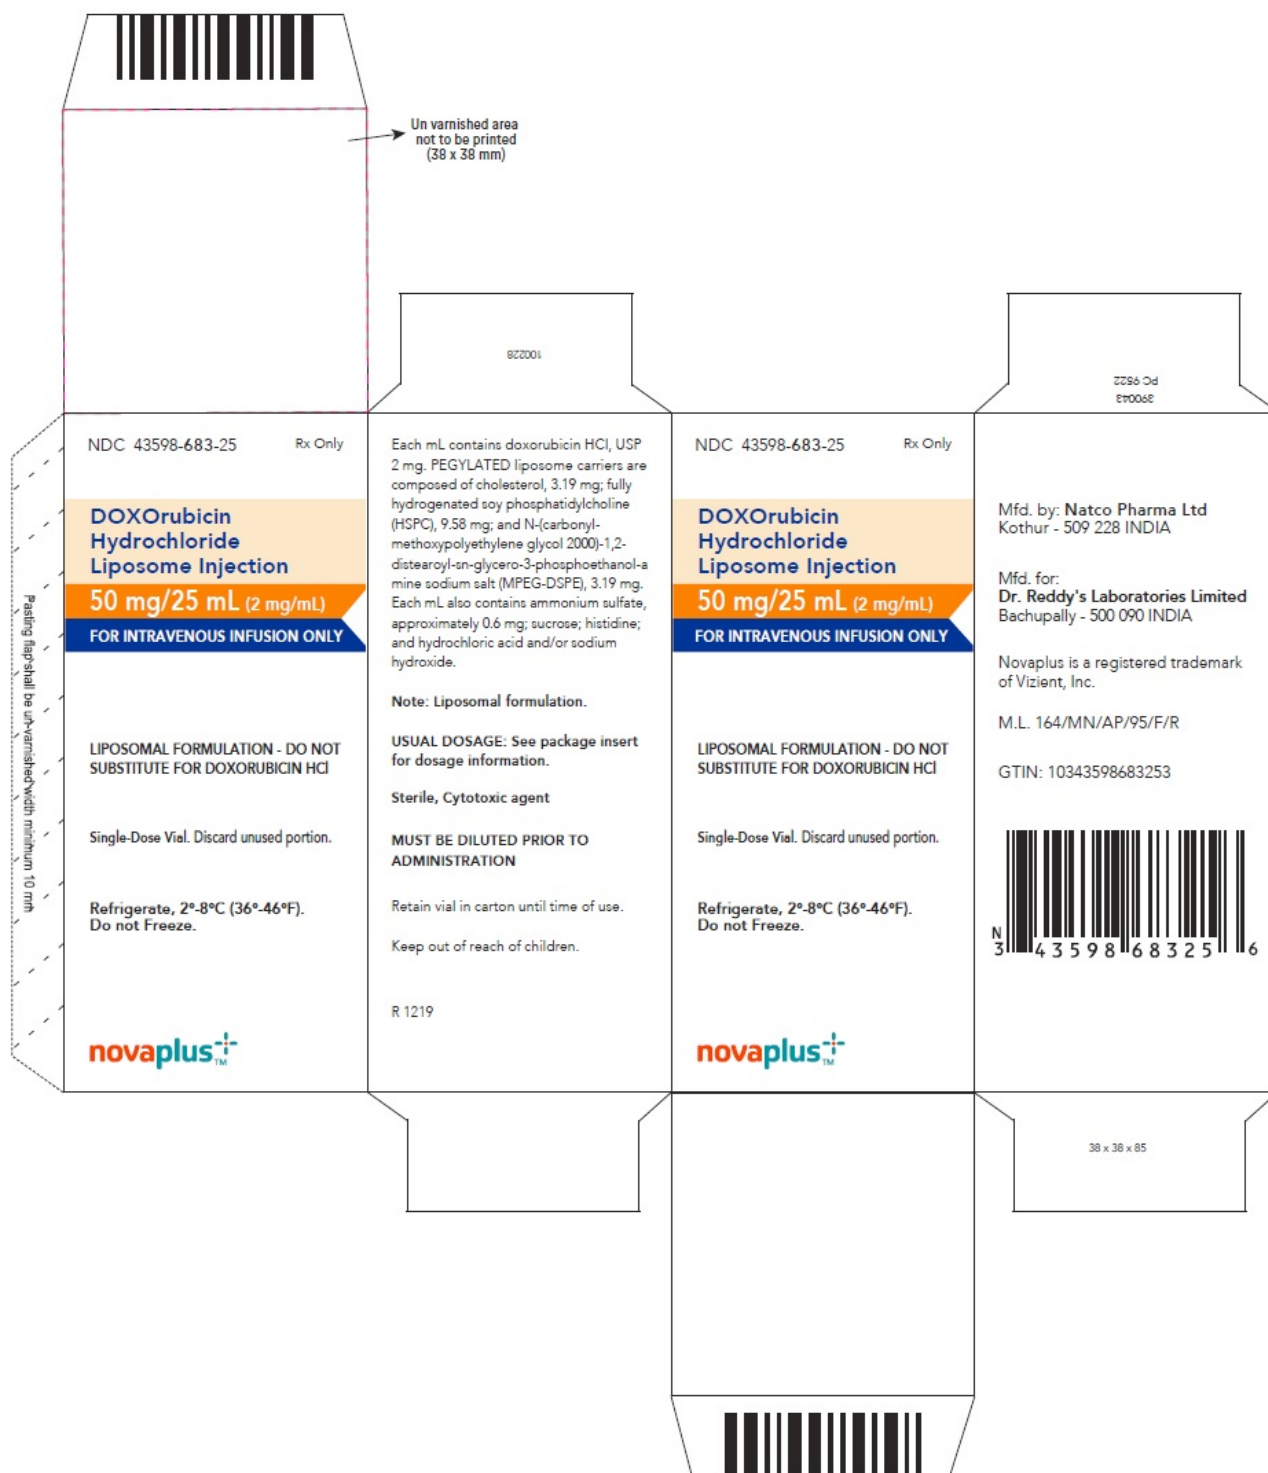 Un varnished area
not to be printed
(38 x 38 mm)
100228
390043
PC 9522
Pasting flap shall be un-varnished width minimum 10 mm
NDC 43598-683-25 Rx Only
DOXOrubicin
Hydrochloride
Liposome Injection
50 mg/25 mL (2 mg/mL)
FOR INTRAVENOUS INFUSION ONLY
LIPOSOMAL FORMULATION - DO NOT
SUBSTITUTE FOR DOXORUBICIN HCl
Single-Dose Vial. Discard unused portion.
Refrigerate, 2º-8ºC (36º-46ºF).
Do not Freeze.
novaplus™
Each mL contains doxorubicin HCl, USP
2 mg. PEGYLATED liposome carriers are
composed of cholesterol, 3.19 mg; fully
hydrogenated soy phosphatidylcholine
(HSPC), 9.58 mg; and N-(carbonyl-
methoxypolyethylene glycol 2000)-1,2-
distearoyl-sn-glycero-3-phosphoethanol-a
mine sodium salt (MPEG-DSPE), 3.19 mg.
Each mL also contains ammonium sulfate,
approximately 0.6 mg; sucrose; histidine;
and hydrochloric acid and/or sodium
hydroxide.
Note: Liposomal formulation.
USUAL DOSAGE: See package insert
for dosage information.
Sterile, Cytotoxic agent
MUST BE DILUTED PRIOR TO
ADMINISTRATION
Retain vial in carton until time of use.
Keep out of reach of children.
R 1219
NDC 43598-683-25 Rx Only
DOXOrubicin
Hydrochloride
Liposome Injection
50 mg/25 mL (2 mg/mL)
FOR INTRAVENOUS INFUSION ONLY
LIPOSOMAL FORMULATION - DO NOT
SUBSTITUTE FOR DOXORUBICIN HCl
Single-Dose Vial. Discard unused portion.
Refrigerate, 2º-8ºC (36º-46ºF).
Do not Freeze.
novaplus™
Mfd. by: Natco Pharma Ltd
Kothur - 509 228 INDIA
Mfd. for:
Dr. Reddy's Laboratories Limited
Bachupally - 500 090 INDIA
Novaplus is a registered trademark
of Vizient, Inc.
M.L. 164/MN/AP/95/F/R
GTIN: 10343598683253
N
3 43598 68325 6
38 x 38 x 85